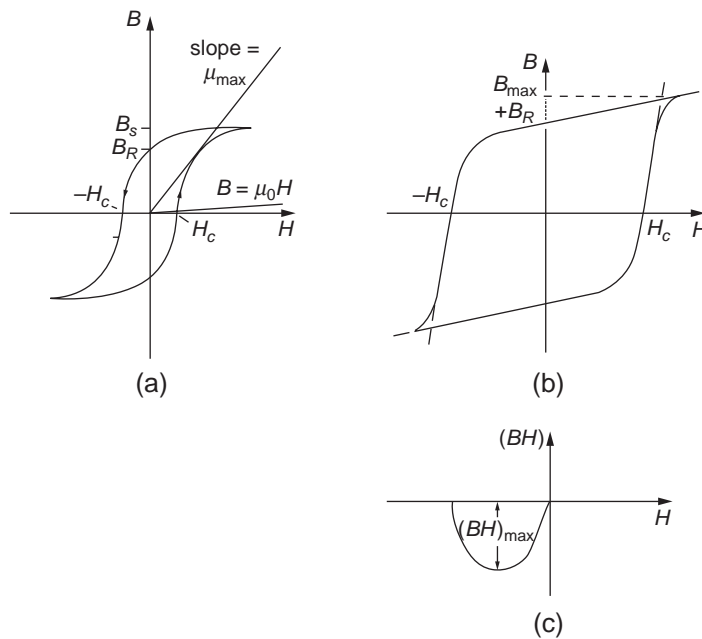 B
slope =
μmax
Bs
BR
–Hc
B = μ0H
Hc
H
(a)
B
Bmax
+BR
–Hc
Hc
H
(b)
(BH)
H
(BH)max
(c)